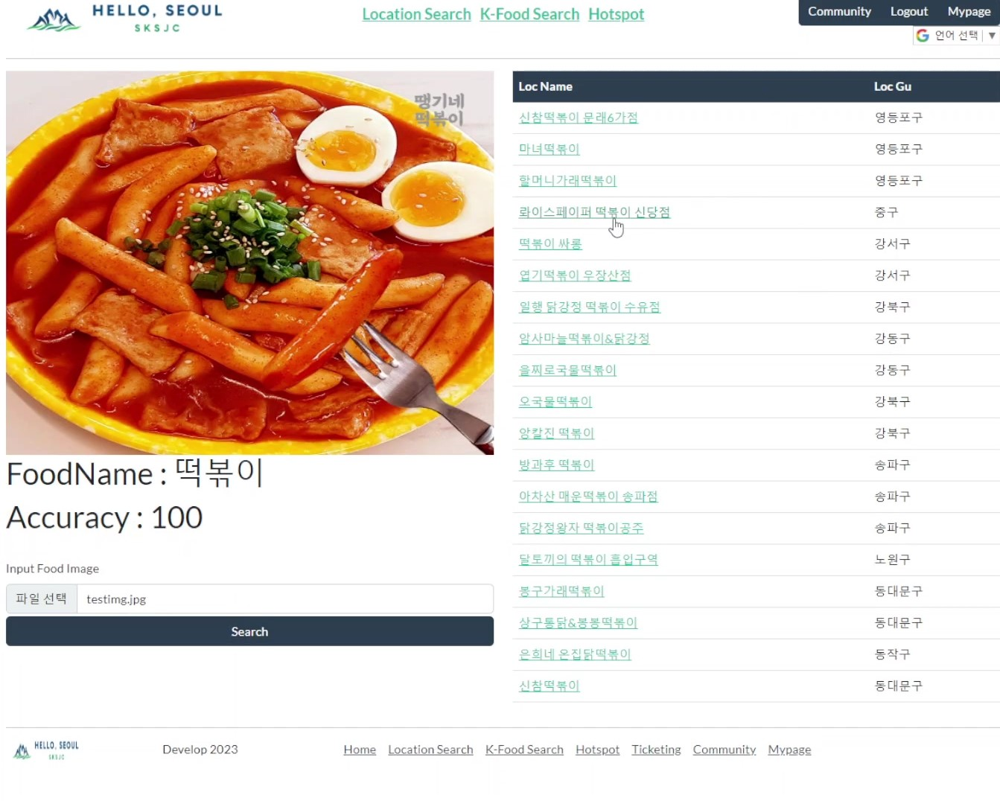 HELLO, SEOUL
SKSJC
Location Search K-Food Search Hotspot
Community Logout Mypage
언어 선택 ▼
땡기네
떡볶이
FoodName : 떡볶이
Accuracy : 100
Input Food Image
파일 선택 testimg.jpg
Search
Loc Name Loc Gu
신참떡볶이 문래6가점 영등포구
마녀떡볶이 영등포구
할머니가래떡볶이 영등포구
롸이스페이퍼 떡볶이 신당점 중구
떡볶이 싸롱 강서구
엽기떡볶이 우장산점 강서구
일행 닭강정 떡볶이 수유점 강북구
암사마늘떡볶이&닭강정 강동구
을찌로국물떡볶이 강동구
오국물떡볶이 강북구
앙칼진 떡볶이 강북구
방과후 떡볶이 송파구
아차산 매운떡볶이 송파점 송파구
닭강정왕자 떡볶이공주 송파구
달토끼의 떡볶이 흡입구역 노원구
봉구가래떡볶이 동대문구
상구통닭&봉봉떡볶이 동대문구
은희네 온집닭떡볶이 동작구
신참떡볶이 동대문구
HELLO, SEOUL
SKSJC
Develop 2023
Home Location Search K-Food Search Hotspot Ticketing Community Mypage